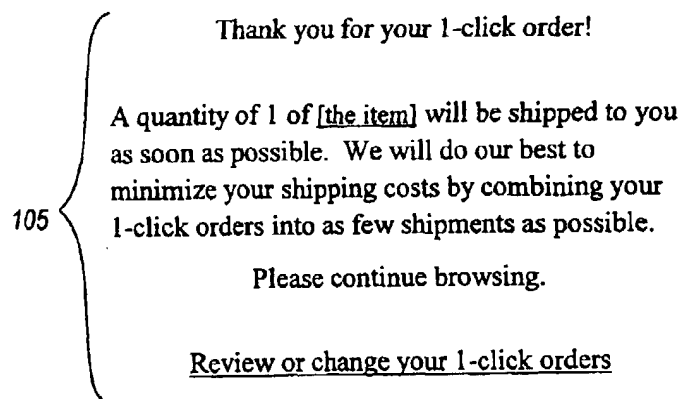 Thank you for your 1-click order!
A quantity of 1 of [the item] will be shipped to you
as soon as possible. We will do our best to
minimize your shipping costs by combining your
1-click orders into as few shipments as possible.
105
Please continue browsing.
Review or change your 1-click orders